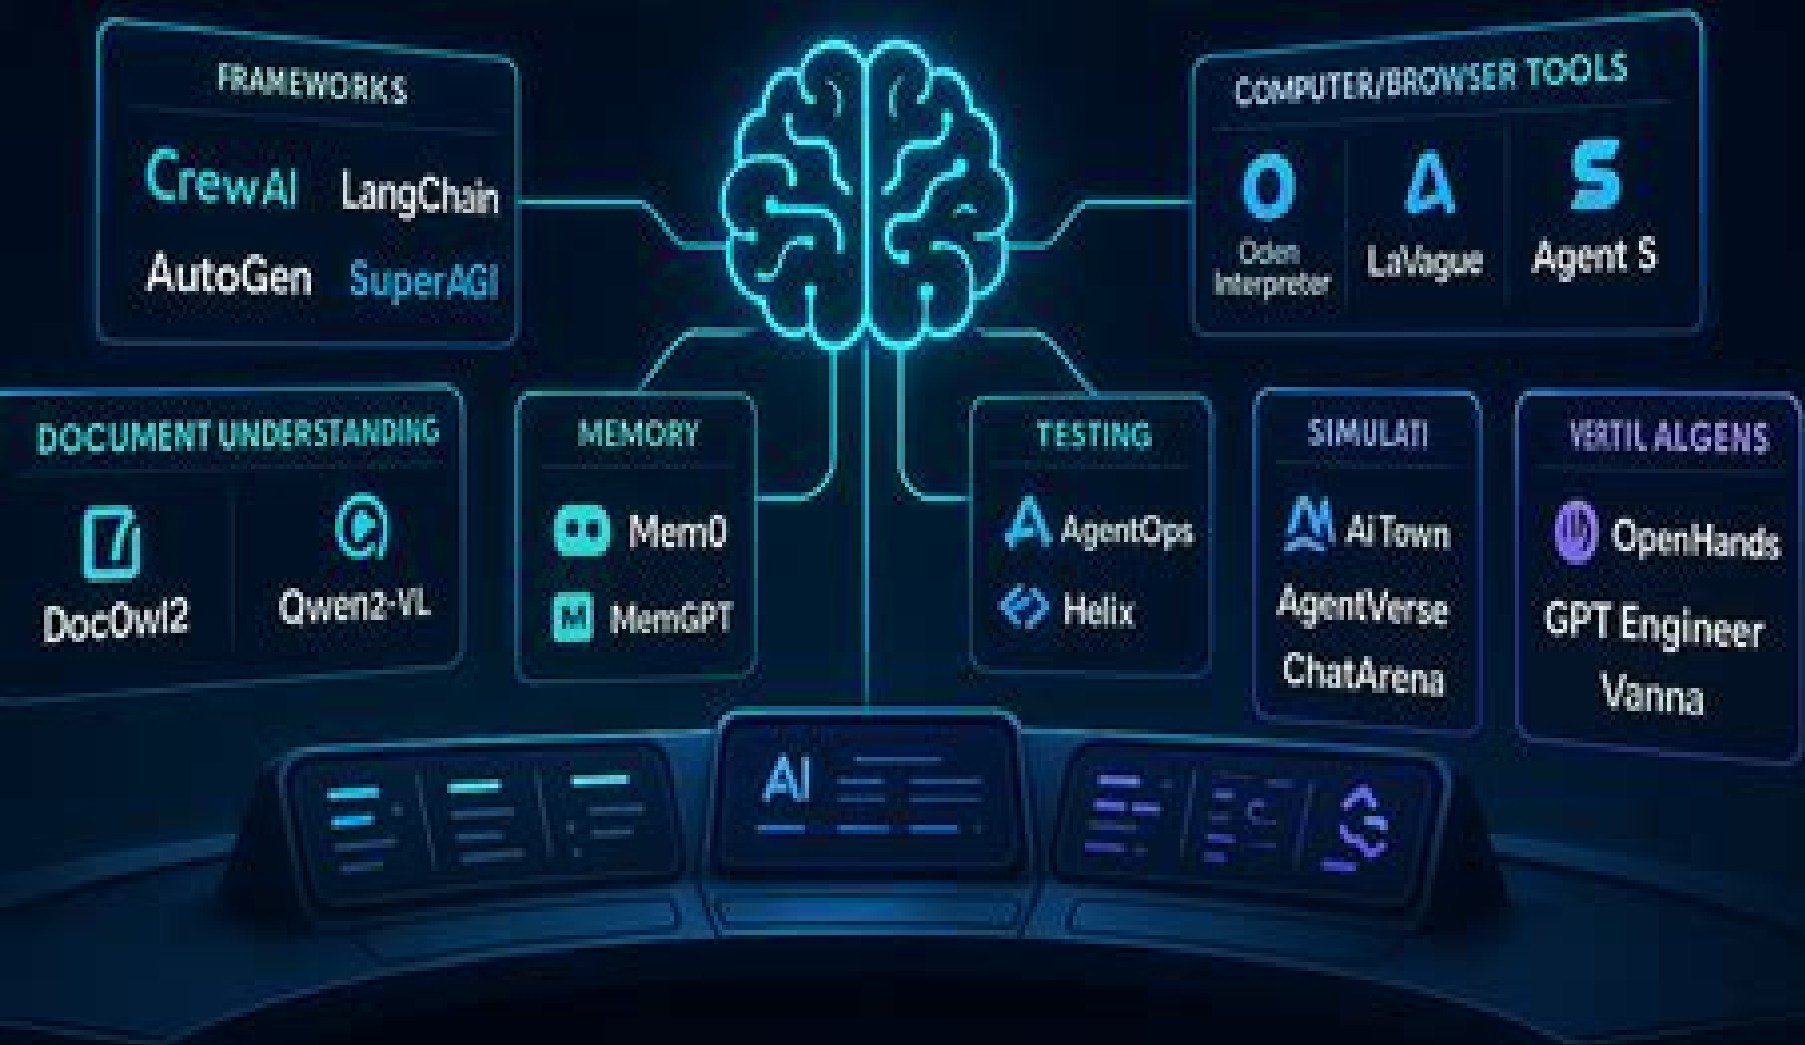 FRAMEWORKS
CrewAI LangChain
AutoGen SuperAGI
COMPUTER/BROWSER TOOLS
Oden
Interpreter
LaVague
Agent S
DOCUMENT UNDERSTANDING
DocOwl2
Qwen2-VL
MEMORY
Mem0
M MemGPT
TESTING
AgentOps
Helix
SIMULATI
Ai Town
AgentVerse
ChatArena
VERTIL ALGENS
OpenHands
GPT Engineer
Vanna
AI